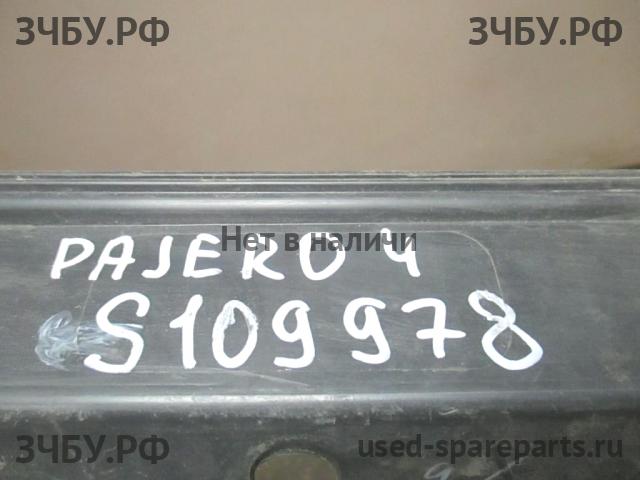 ЗЧБУ.РФ ЗЧБУ.РФ
Нет в наличи
PAJERO 4
S109978
ЗЧБУ.РФ used-spareparts.ru